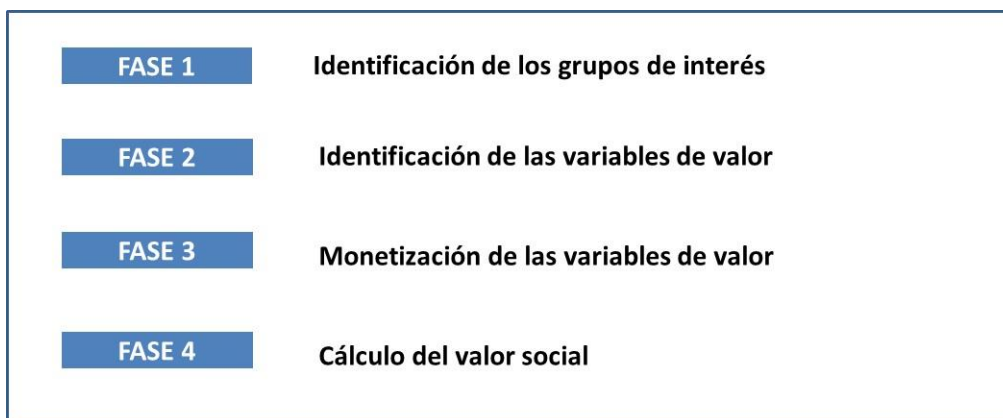 FASE 1 Identificación de los grupos de interés
FASE 2 Identificación de las variables de valor
FASE 3 Monetización de las variables de valor
FASE 4 Cálculo del valor social